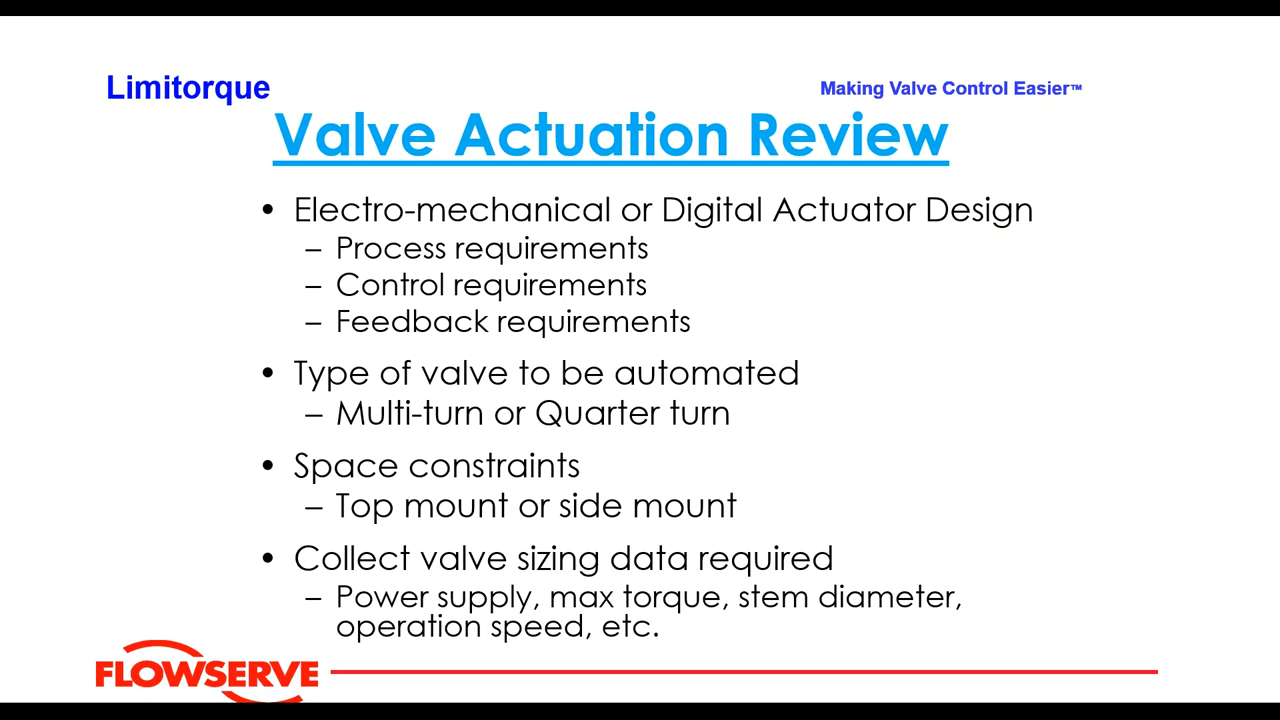 Limitorque
Making Valve Control Easier™
Valve Actuation Review
• Electro-mechanical or Digital Actuator Design
– Process requirements
– Control requirements
– Feedback requirements
• Type of valve to be automated
– Multi-turn or Quarter turn
• Space constraints
– Top mount or side mount
• Collect valve sizing data required
– Power supply, max torque, stem diameter,
operation speed, etc.
FLOWSERVE